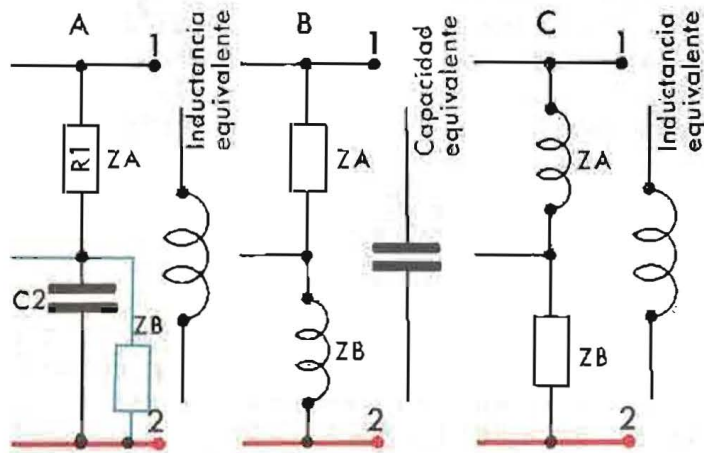 A
1
Inductancia
equivalente
R1
ZA
C2
ZB
2
B
1
Capacidad
equivalente
ZA
ZB
2
C
1
Inductancia
equivalente
ZA
ZB
2